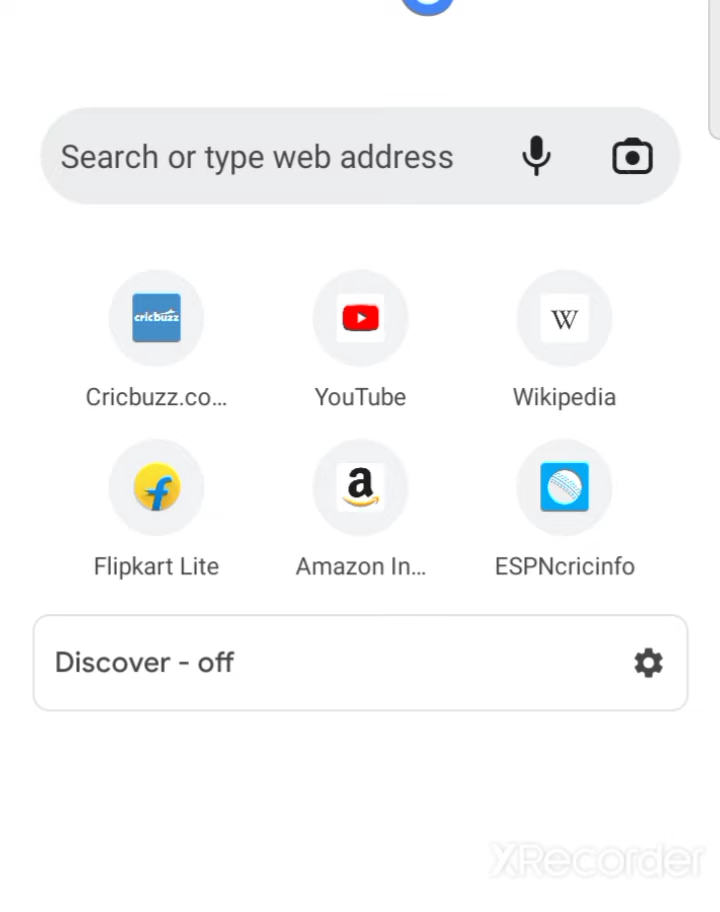 Search or type web address
cricbuzz
W
Cricbuzz.co...
YouTube
Wikipedia
f
a
Flipkart Lite
Amazon In...
ESPNcricinfo
Discover - off
XRecorder